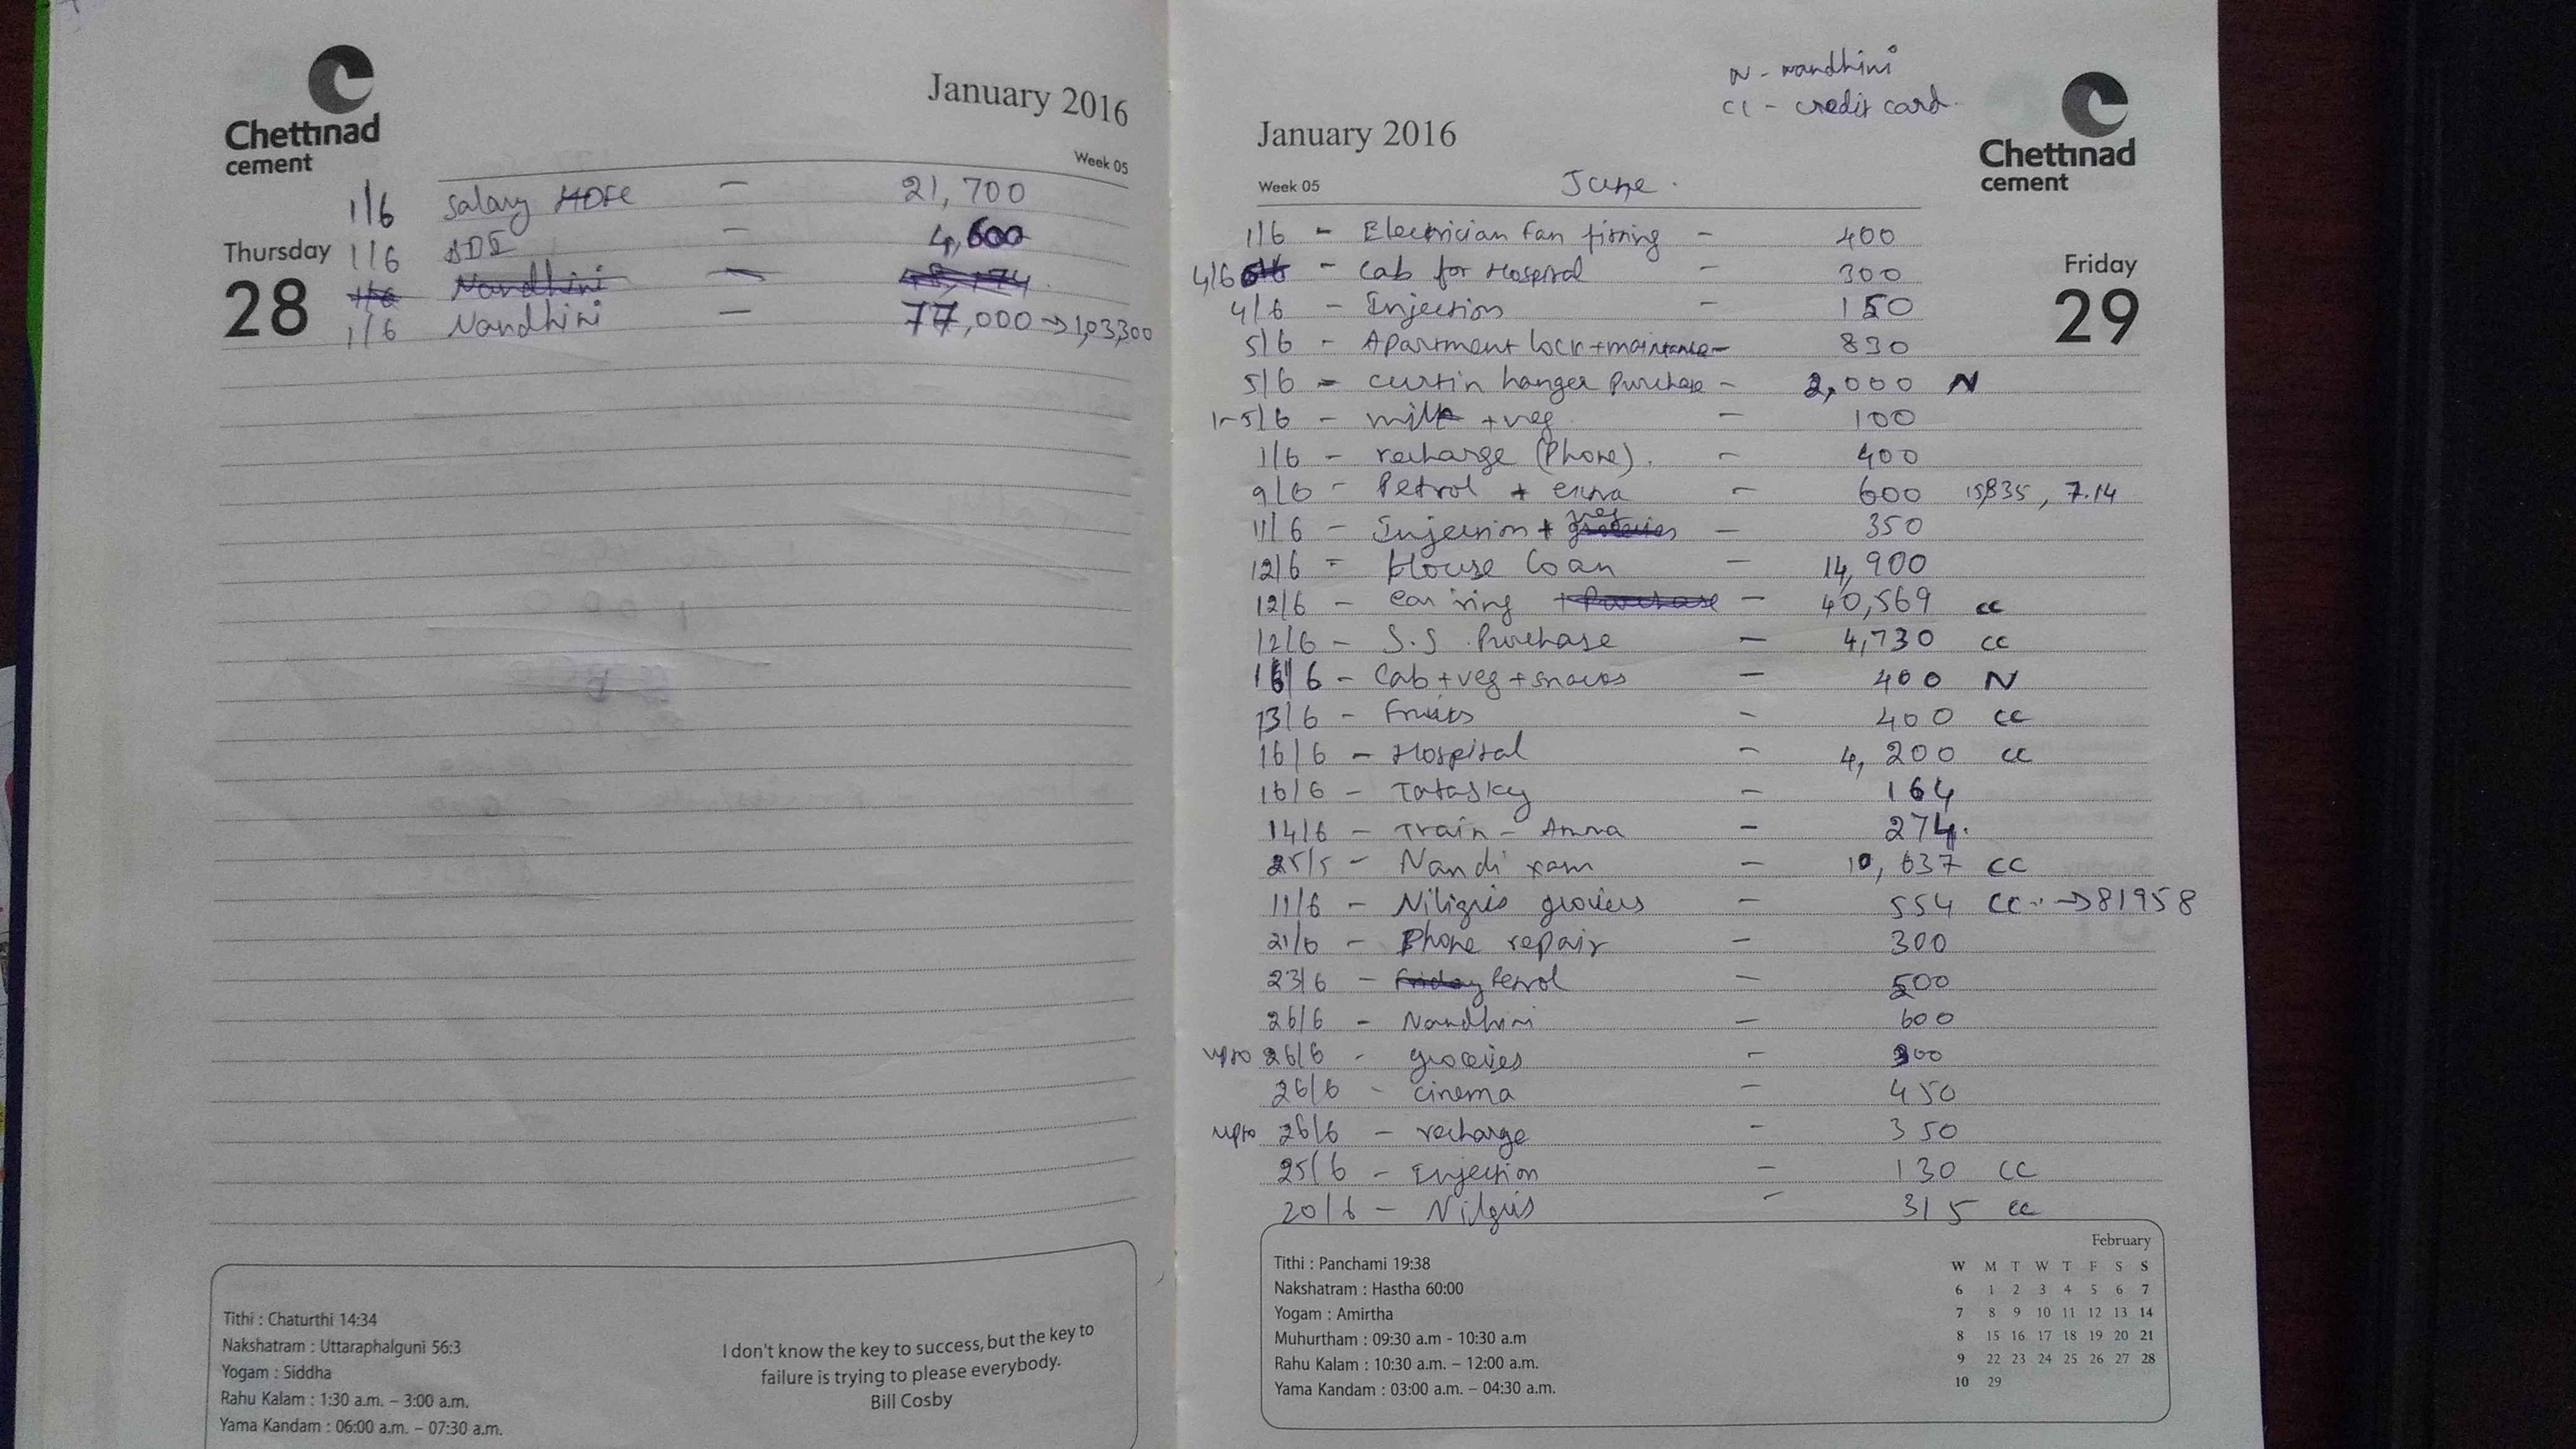 Chettinad
cement
January 2016
Week 05
Thursday
28
1/6 Salary - 21,700
1/6 - 4,600
1/6 Nandhini - 48,174
1/6 Nandhini - 77,000 → 1,03,300
Tithi : Chaturthi 14:34
Nakshatram : Uttaraphalguni 56:3
Yogam : Siddha
Rahu Kalam : 1:30 a.m. – 3:00 a.m.
Yama Kandam : 06:00 a.m. – 07:30 a.m.
I don't know the key to success, but the key to
failure is trying to please everybody.
Bill Cosby
N - Nandhini
CC - credit card.
January 2016
Chettinad
cement
Week 05
June.
Friday
29
1/6 - Electrician Fan fitting - 400
4/6 - Cab for Hospital - 300
4/6 - Injection - 150
5/6 - Apartment lock + maintance - 830
5/6 - curtin hanger Purchase - 2,000 N
1-5/6 - milk + veg - 100
1/6 - recharge (Phone). - 400
9/6 - Petrol + extra - 600 15,835, 7.14
11/6 - Injection + veg groceries - 350
12/6 - House Loan - 14,900
12/6 - ear ring + Purchase - 40,569 cc
12/6 - S.S Purchase - 4,730 cc
16/6 - Cab + veg + snacks - 400 N
13/6 - Fruits - 400 cc
16/6 - Hospital - 4,200 cc
16/6 - Tatasky - 164
14/6 - Train - Amma - 274.
25/5 - Nandi - 10,637 CC
11/6 - Niligris groceries - 554 CC. → 81958
21/6 - Phone repair - 300
23/6 - Friday Petrol - 500
26/6 - Nandhini - 600
upto 26/6 - groceries - 300
26/6 - cinema - 450
upto 26/6 - recharge - 350
25/6 - Injection - 130 CC
20/6 - Nilgris - 315 cc
Tithi : Panchami 19:38
Nakshatram : Hastha 60:00
Yogam : Amirtha
Muhurtham : 09:30 a.m - 10:30 a.m
Rahu Kalam : 10:30 a.m. – 12:00 a.m.
Yama Kandam : 03:00 a.m. – 04:30 a.m.
February
W M T W T F S S
6 1 2 3 4 5 6 7
7 8 9 10 11 12 13 14
8 15 16 17 18 19 20 21
9 22 23 24 25 26 27 28
10 29